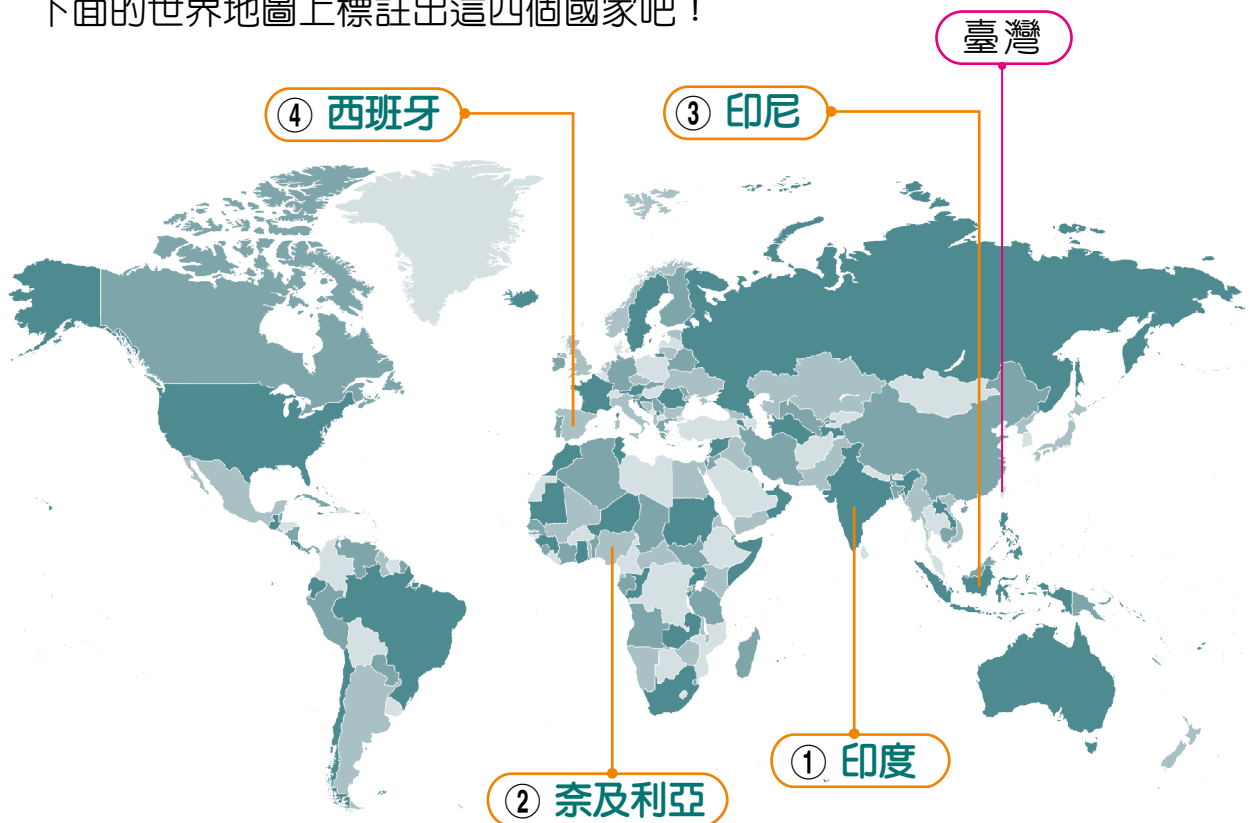 下面的世界地圖上標註出這四個國家吧！
臺灣
④ 西班牙
③ 印尼
① 印度
② 奈及利亞